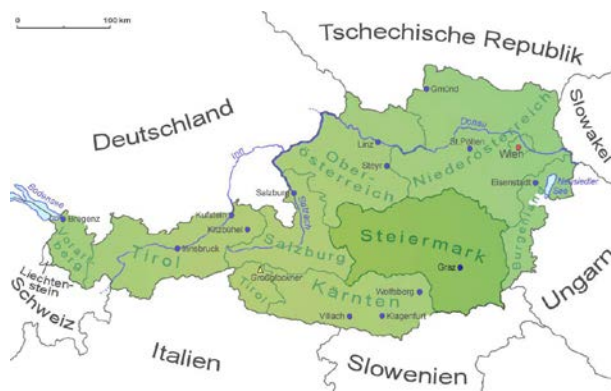 0 100 km
Tschechische Republik
Deutschland
Slowakei
Ungarn
Slowenien
Italien
Schweiz
Liechten-
stein
Bodensee
Bregenz
Vorarl
berg
Tirol
Innsbruck
Kufstein
Kitzbühel
Inn
Salzburg
Salzach
Salzburg
Großglockner
Tirol
Kärnten
Villach
Klagenfurt
Wolfsberg
Steiermark
Graz
Ober-
österreich
Linz
Steyr
Niederösterreich
Gmünd
Donau
St.Pölten
Wien
Eisenstadt
Neusiedler
See
Burgenland